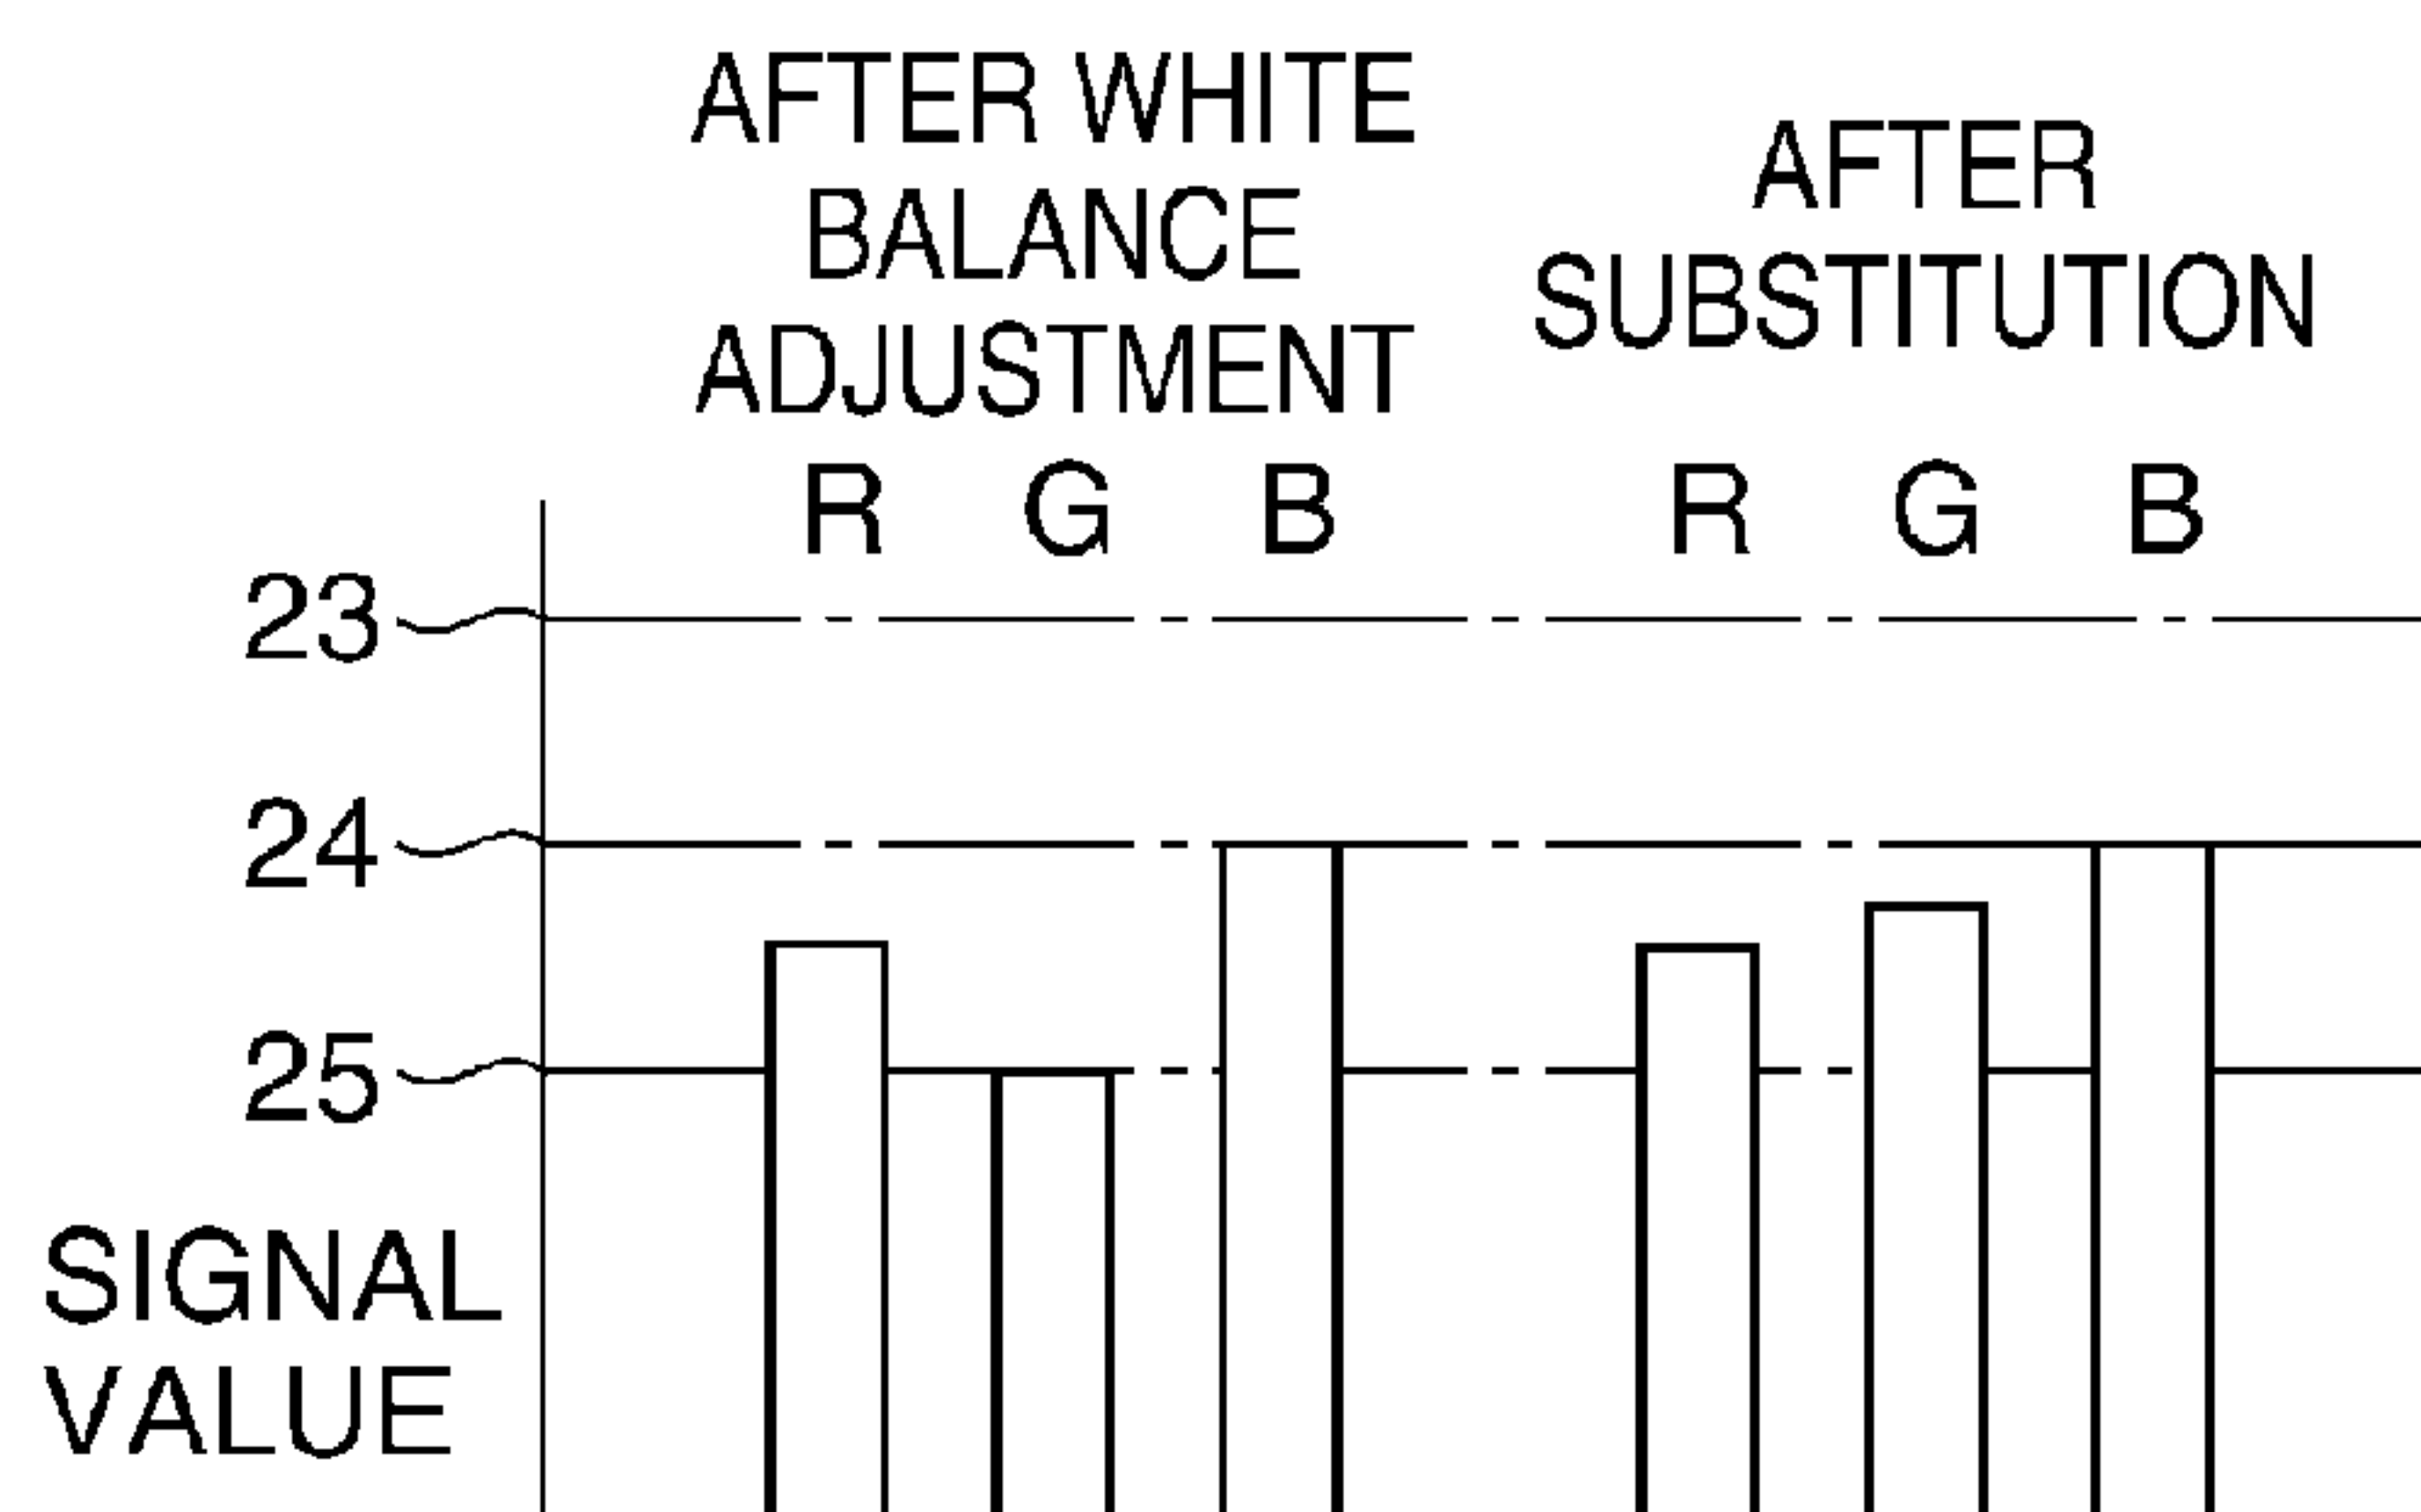 AFTER WHITE
BALANCE
ADJUSTMENT
AFTER
SUBSTITUTION
R G B R G B
23
24
25
SIGNAL
VALUE